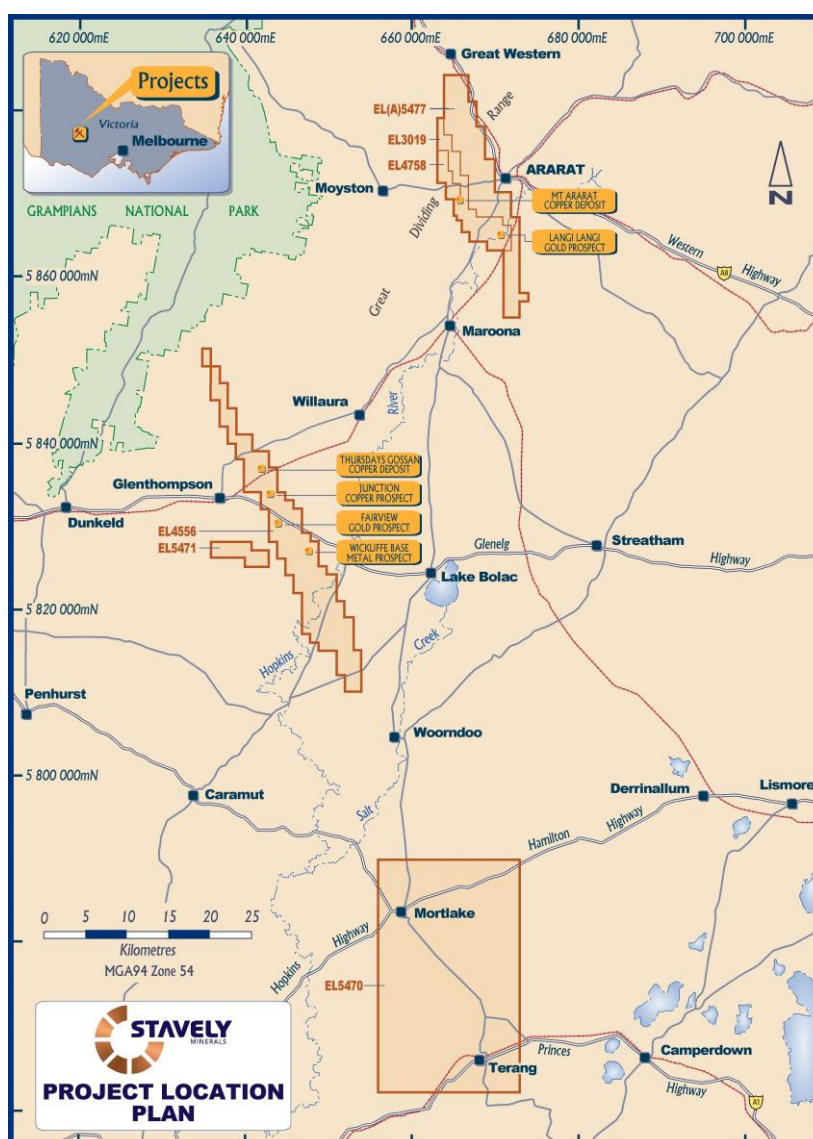 620 000mE
640 000mE
660 000mE
680 000mE
700 000mE
Great Western
Projects
Victoria
Melbourne
EL(A)5477
EL3019
EL4758
Range
ARARAT
Moyston
N
MT ARARAT
COPPER DEPOSIT
GRAMPIANS NATIONAL PARK
Dividing
LANGI LANGI
GOLD PROSPECT
Western
Highway
A8
5 860 000mN
Great
Maroona
Willaura
River
5 840 000mN
THURSDAYS GOSSAN
COPPER DEPOSIT
Glenthompson
JUNCTION
COPPER PROSPECT
Dunkeld
FAIRVIEW
GOLD PROSPECT
EL4556
EL5471
WICKLIFFE BASE
METAL PROSPECT
Glenelg
Streatham
Highway
Lake Bolac
5 820 000mN
Hopkins
Creek
Penhurst
Woorndoo
5 800 000mN
Caramut
Derrinallum
Lismore
Salt
Hamilton
Highway
0 5 10 15 20 25
Kilometres
MGA94 Zone 54
Mortlake
Hopkins
Highway
EL5470
STAVELY
MINERALS
PROJECT LOCATION
PLAN
Terang
Princes
Camperdown
Highway
A1